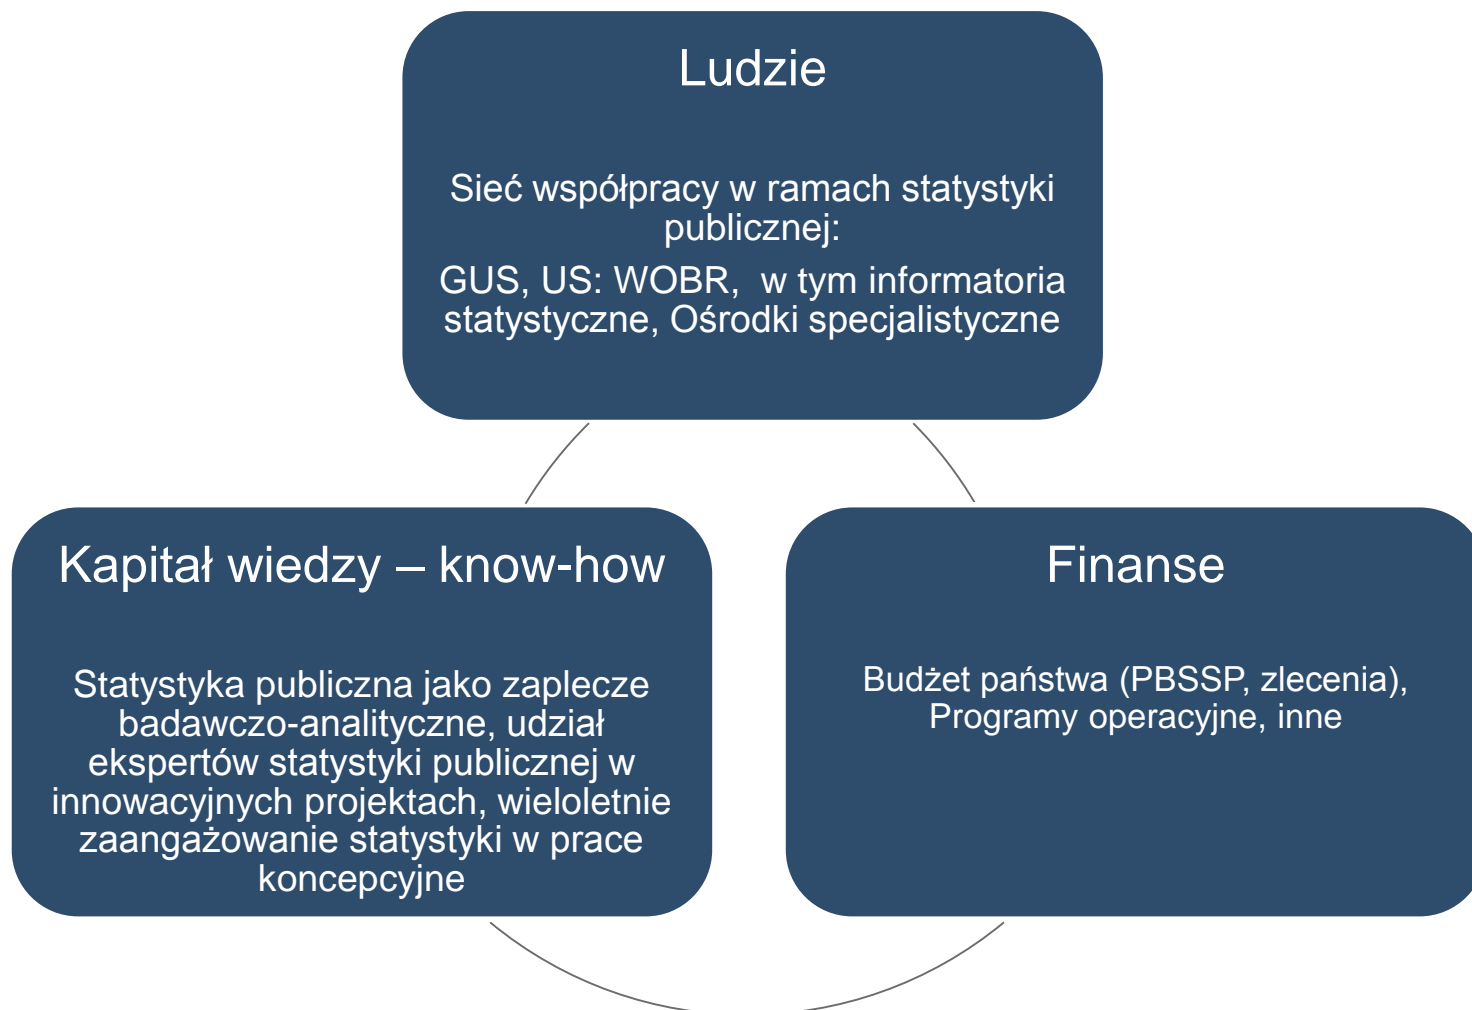 Ludzie
Sieć współpracy w ramach statystyki
publicznej:
GUS, US: WOBR,  w tym informatoria
statystyczne, Ośrodki specjalistyczne
Kapitał wiedzy – know-how
Statystyka publiczna jako zaplecze
badawczo-analityczne, udział
ekspertów statystyki publicznej w
innowacyjnych projektach, wieloletnie
zaangażowanie statystyki w prace
koncepcyjne
Finanse
Budżet państwa (PBSSP, zlecenia),
Programy operacyjne, inne